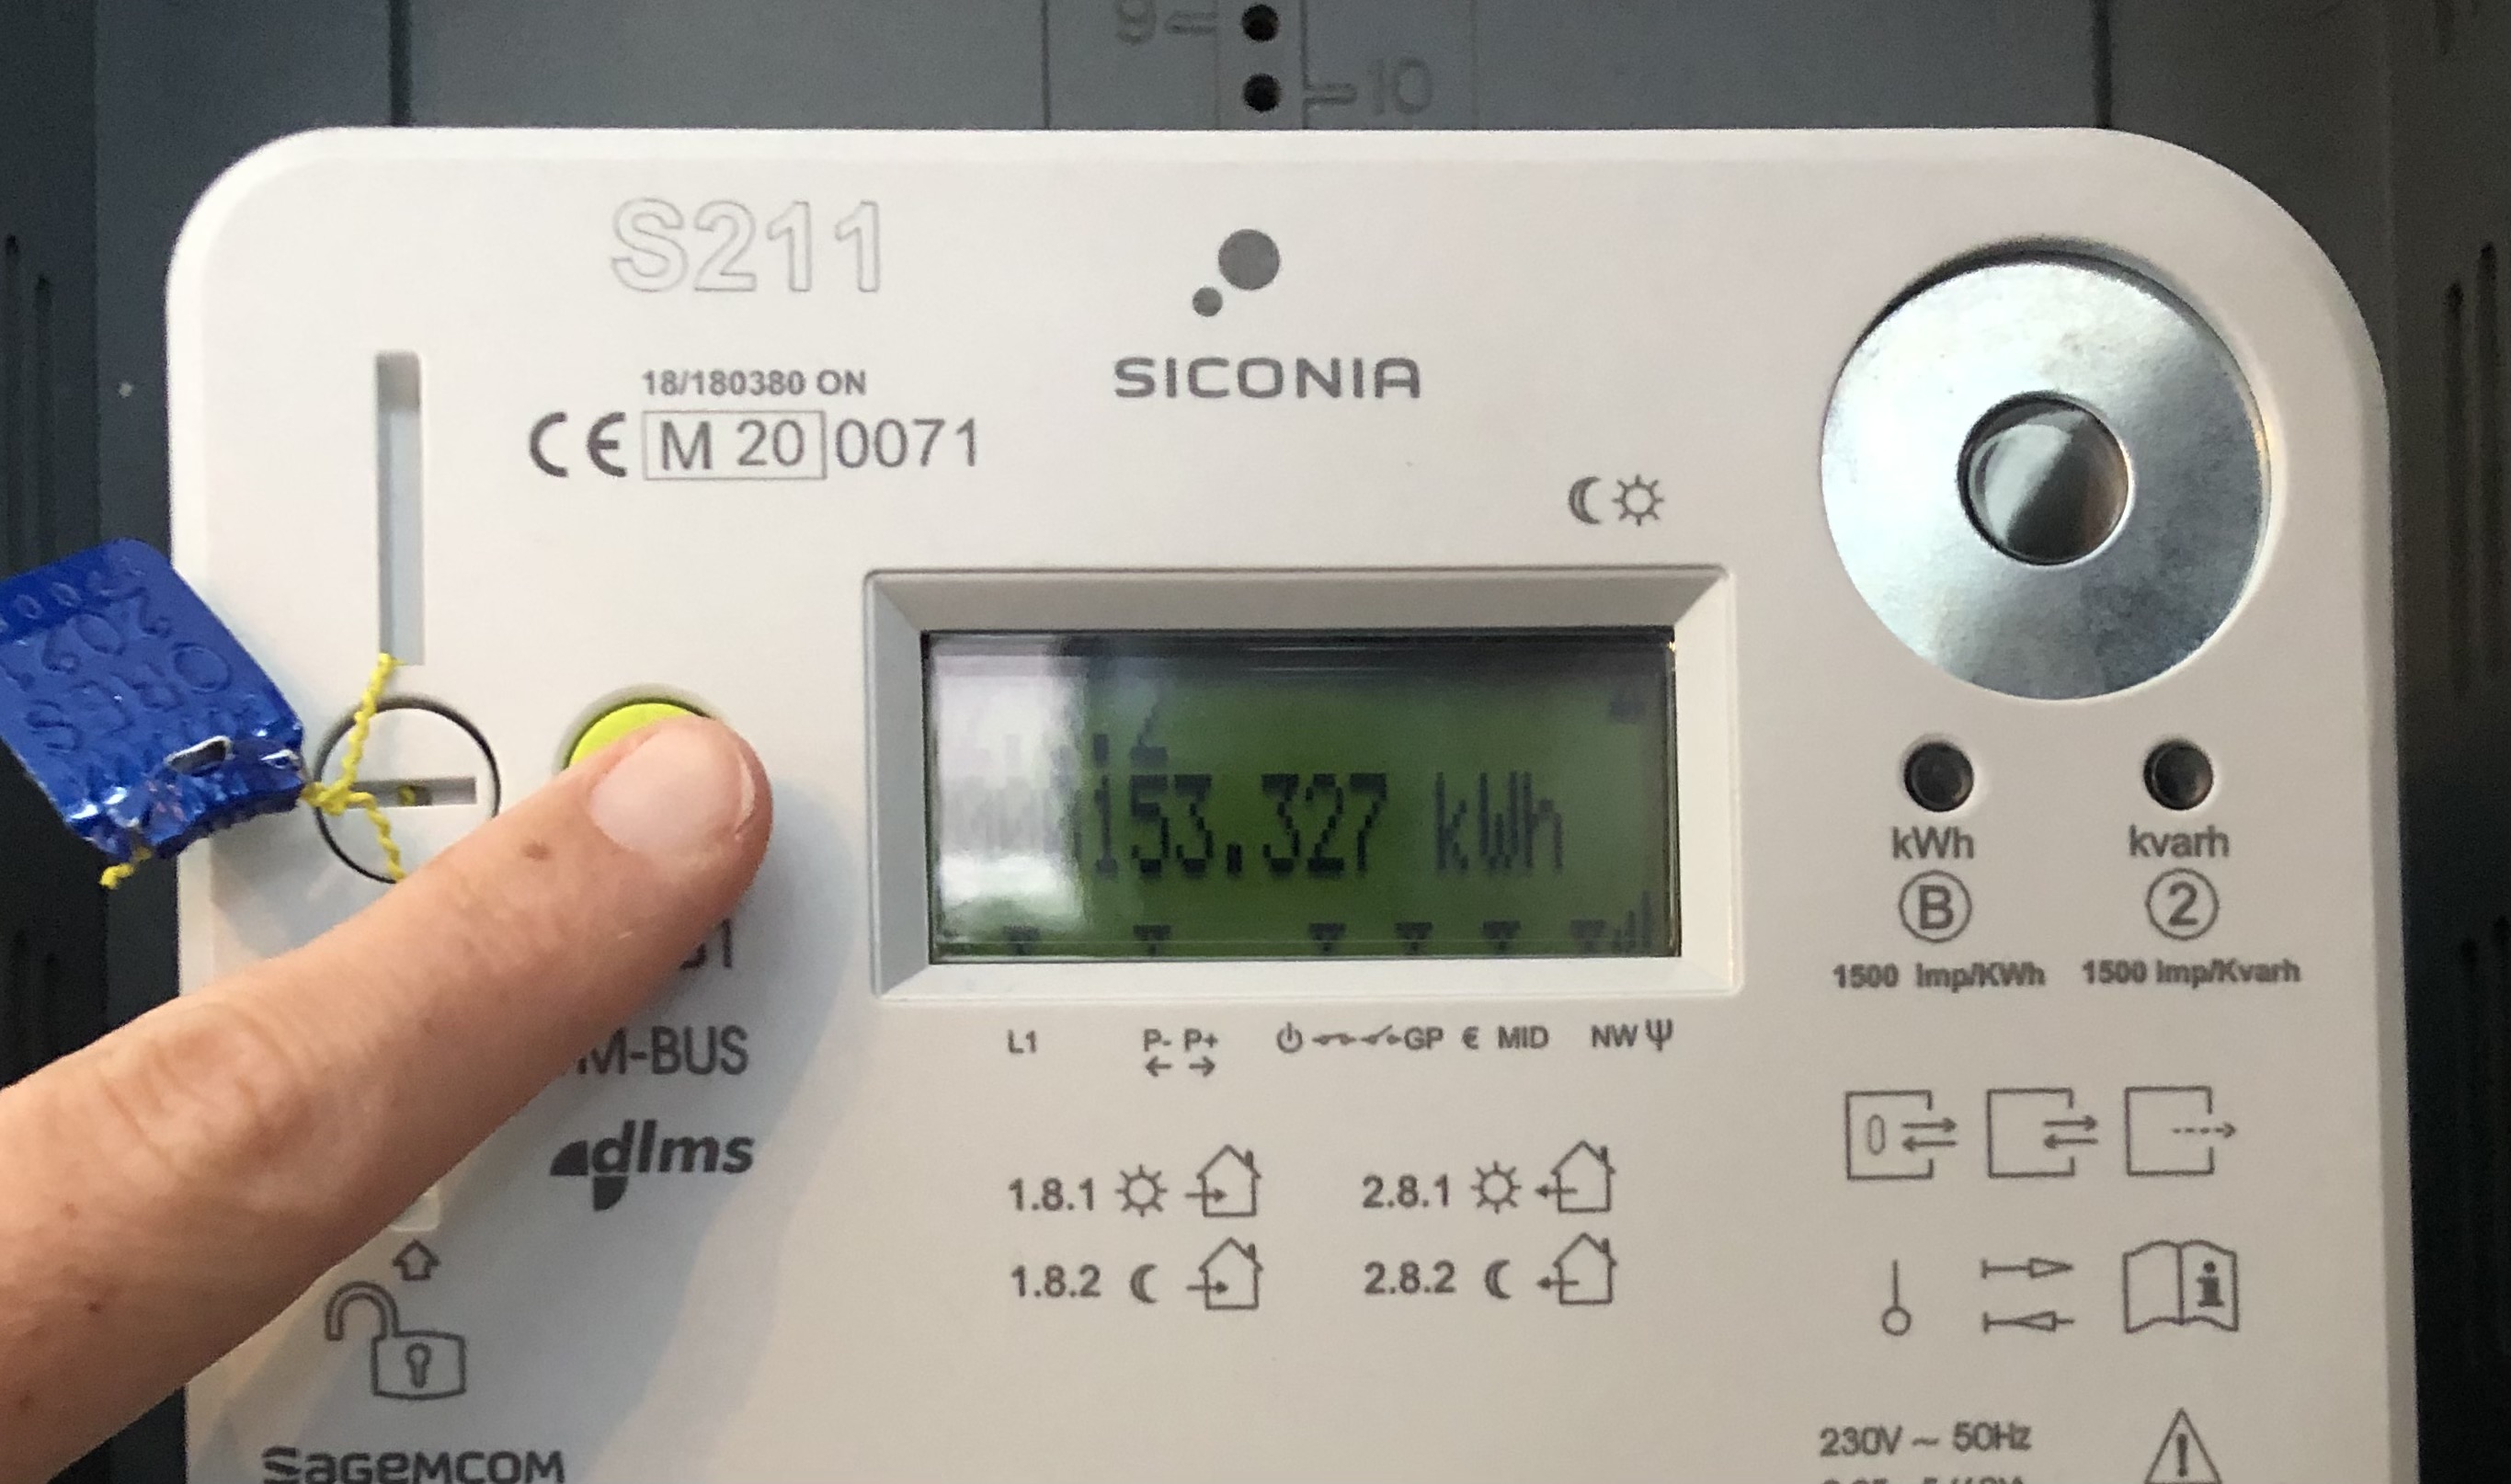 9
10
S211
SICONIA
18/180380 ON
CE M 20 0071
153.327 kWh
kWh
kvarh
B
2
1500 Imp/KWh
1500 Imp/Kvarh
L1
P- P+
GP € MID
NW
M-BUS
dlms
1.8.1
2.8.1
1.8.2
2.8.2
230V ~ 50Hz
sagemcom